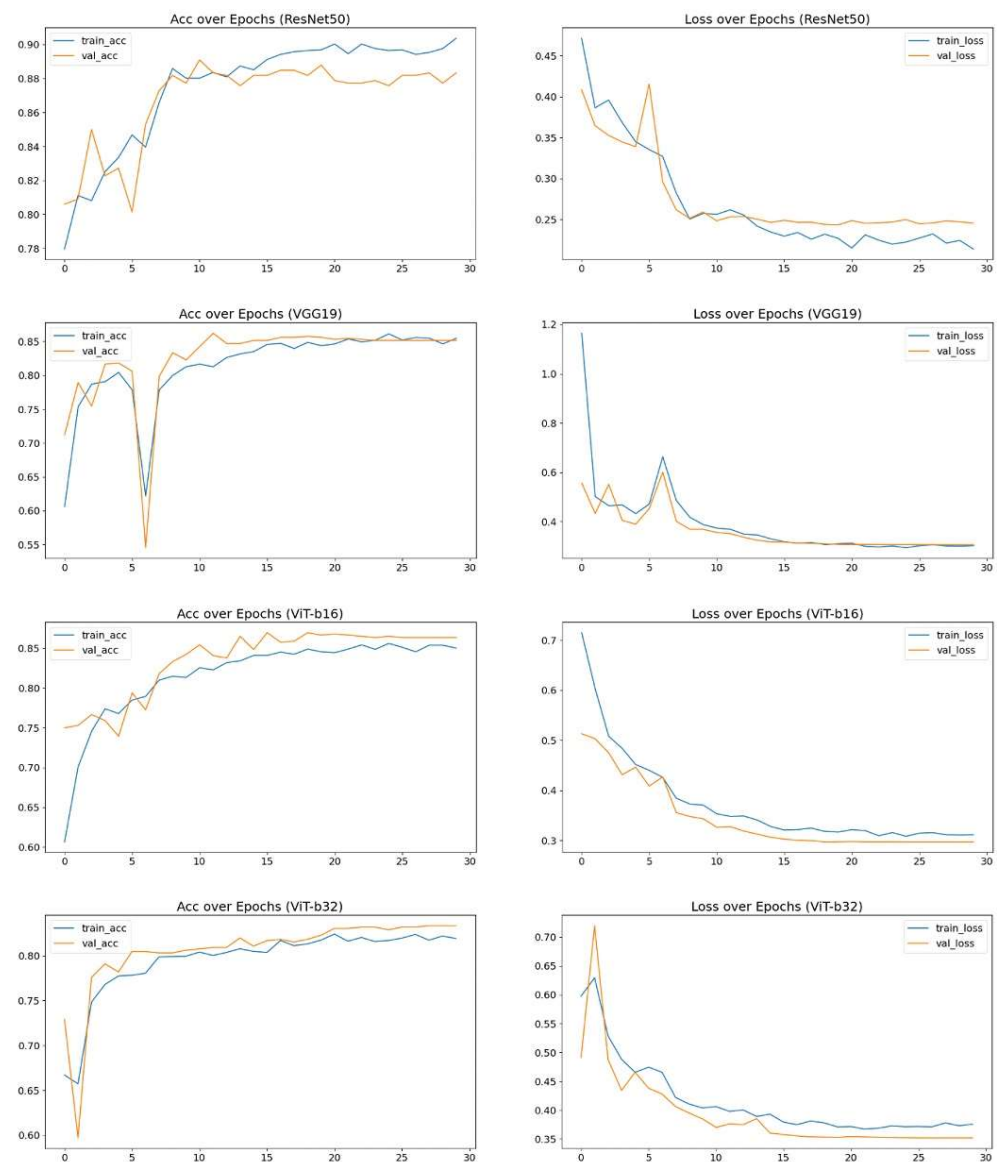 Acc over Epochs (ResNet50)
train_acc
val_acc
0.90
0.88
0.86
0.84
0.82
0.80
0.78
0 5 10 15 20 25 30
Loss over Epochs (ResNet50)
train_loss
val_loss
0.45
0.40
0.35
0.30
0.25
0 5 10 15 20 25 30
Acc over Epochs (VGG19)
train_acc
val_acc
0.85
0.80
0.75
0.70
0.65
0.60
0.55
0 5 10 15 20 25 30
Loss over Epochs (VGG19)
train_loss
val_loss
1.2
1.0
0.8
0.6
0.4
0 5 10 15 20 25 30
Acc over Epochs (ViT-b16)
train_acc
val_acc
0.85
0.80
0.75
0.70
0.65
0.60
0 5 10 15 20 25 30
Loss over Epochs (ViT-b16)
train_loss
val_loss
0.7
0.6
0.5
0.4
0.3
0 5 10 15 20 25 30
Acc over Epochs (ViT-b32)
train_acc
val_acc
0.80
0.75
0.70
0.65
0.60
0 5 10 15 20 25 30
Loss over Epochs (ViT-b32)
train_loss
val_loss
0.70
0.65
0.60
0.55
0.50
0.45
0.40
0.35
0 5 10 15 20 25 30